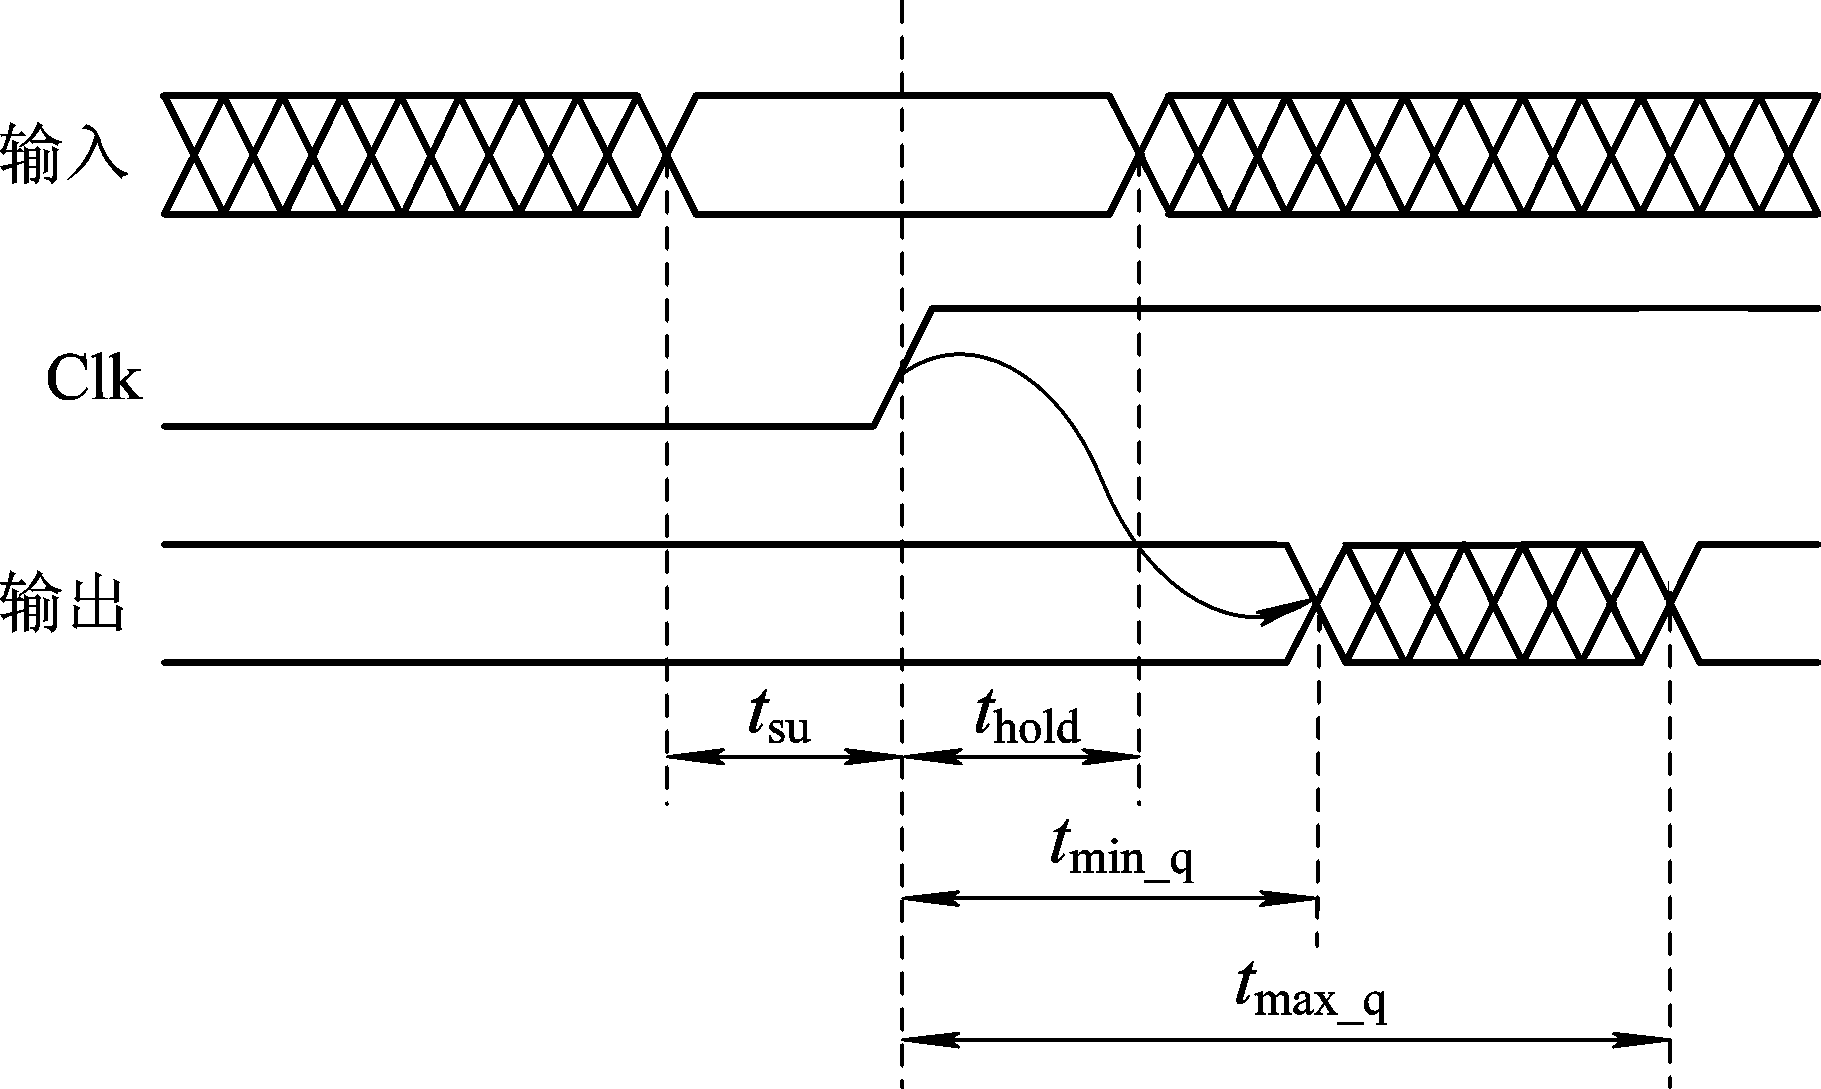 输入
Clk
输出
tsu
thold
tmin_q
tmax_q